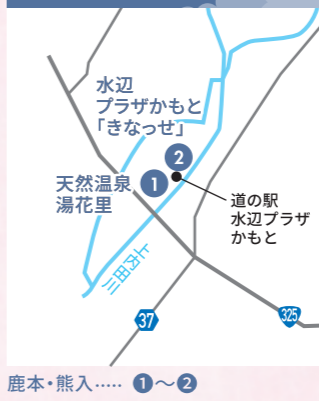 水辺
プラザかもと
「きなっせ」
2
天然温泉
湯花里
1
道の駅
水辺プラザ
かもと
上内田川
37
325
鹿本・熊入…… ❶〜❷